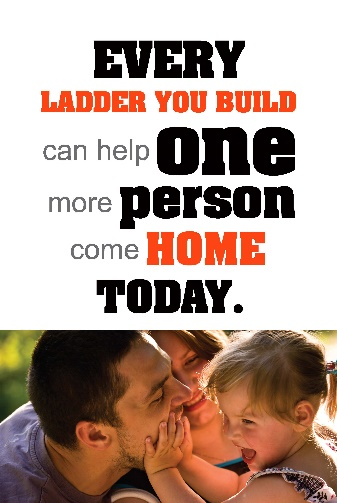 EVERY
LADDER YOU BUILD
can help one
more person
come HOME
TODAY.